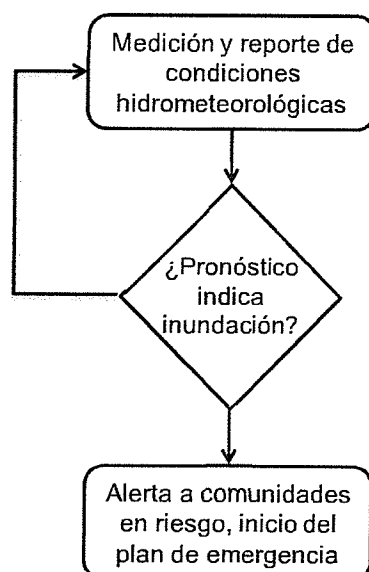 Medición y reporte de
condiciones
hidrometeorológicas
¿Pronóstico
indica
inundación?
Alerta a comunidades
en riesgo, inicio del
plan de emergencia